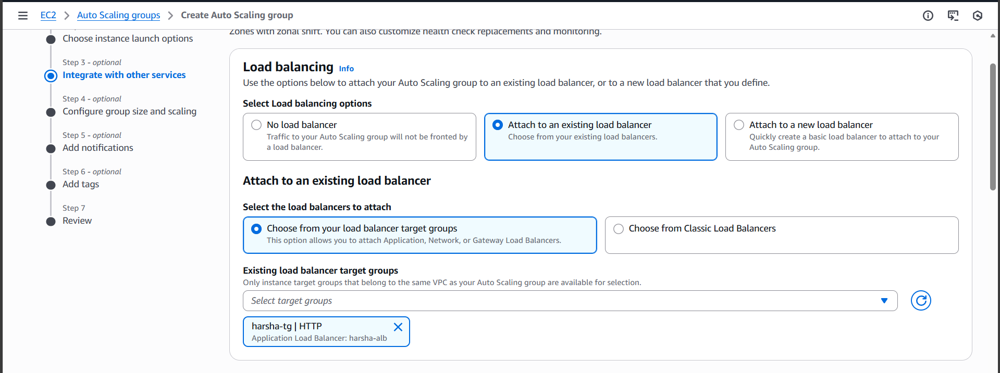 EC2 > Auto Scaling groups > Create Auto Scaling group
Choose instance launch options
Step 3 - optional
Integrate with other services
Step 4 - optional
Configure group size and scaling
Step 5 - optional
Add notifications
Step 6 - optional
Add tags
Step 7
Review
Zones with zonal shift. You can also customize health check replacements and monitoring.
Load balancing Info
Use the options below to attach your Auto Scaling group to an existing load balancer, or to a new load balancer that you define.
Select Load balancing options
No load balancer
Traffic to your Auto Scaling group will not be fronted by
a load balancer.
Attach to an existing load balancer
Choose from your existing load balancers.
Attach to a new load balancer
Quickly create a basic load balancer to attach to your
Auto Scaling group.
Attach to an existing load balancer
Select the load balancers to attach
Choose from your load balancer target groups
This option allows you to attach Application, Network, or Gateway Load Balancers.
Choose from Classic Load Balancers
Existing load balancer target groups
Only instance target groups that belong to the same VPC as your Auto Scaling group are available for selection.
Select target groups
harsha-tg | HTTP
Application Load Balancer: harsha-alb